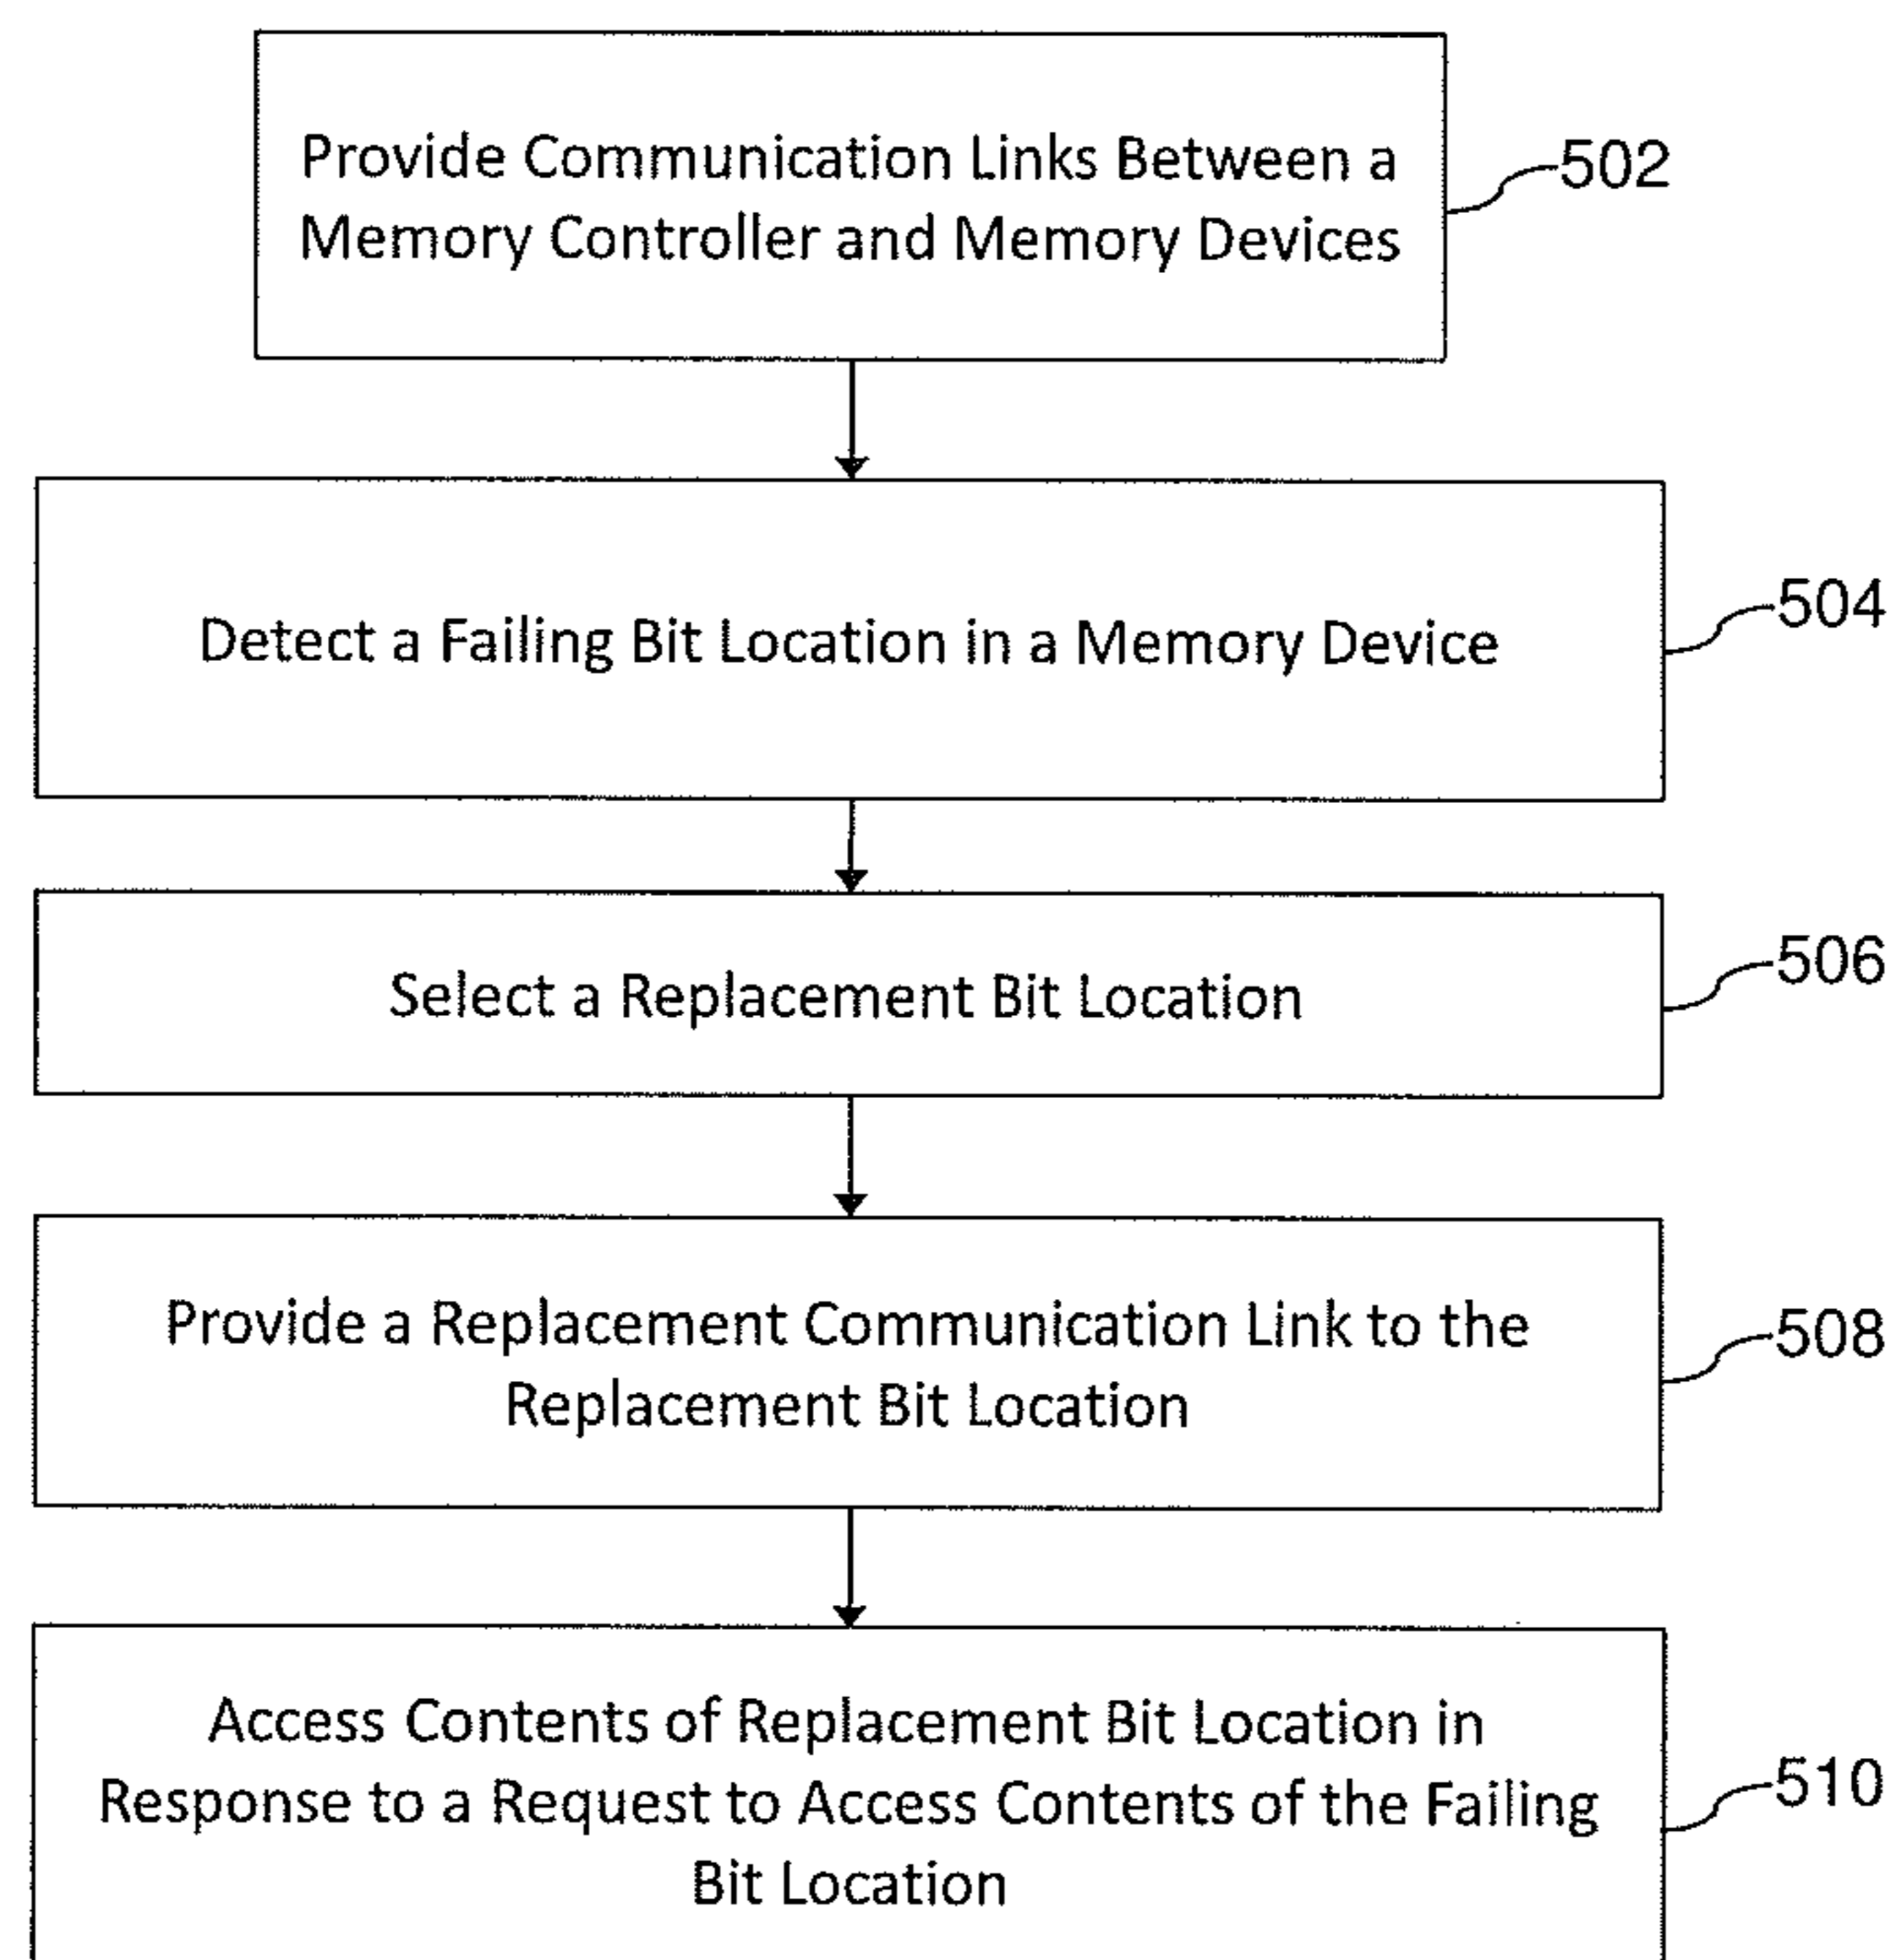 Provide Communication Links Between a
Memory Controller and Memory Devices
502
Detect a Failing Bit Location in a Memory Device
504
Select a Replacement Bit Location
506
Provide a Replacement Communication Link to the
Replacement Bit Location
508
Access Contents of Replacement Bit Location in
Response to a Request to Access Contents of the Failing
Bit Location
510